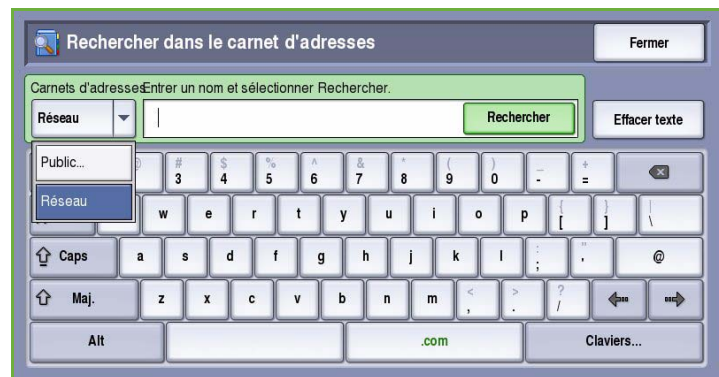 Rechercher dans le carnet d'adresses
Fermer
Carnets d'adresses Entrer un nom et sélectionner Rechercher.
Réseau
Rechercher
Effacer texte
Public...
Réseau
# $ % ^ & * ( ) _ +
3 4 5 6 7 8 9 0 - =
w e r t y u i o p { [ } ] | \
Caps a s d f g h j k l : ; " ' @
Maj. z x c v b n m < , > . ? /
Alt .com Claviers...